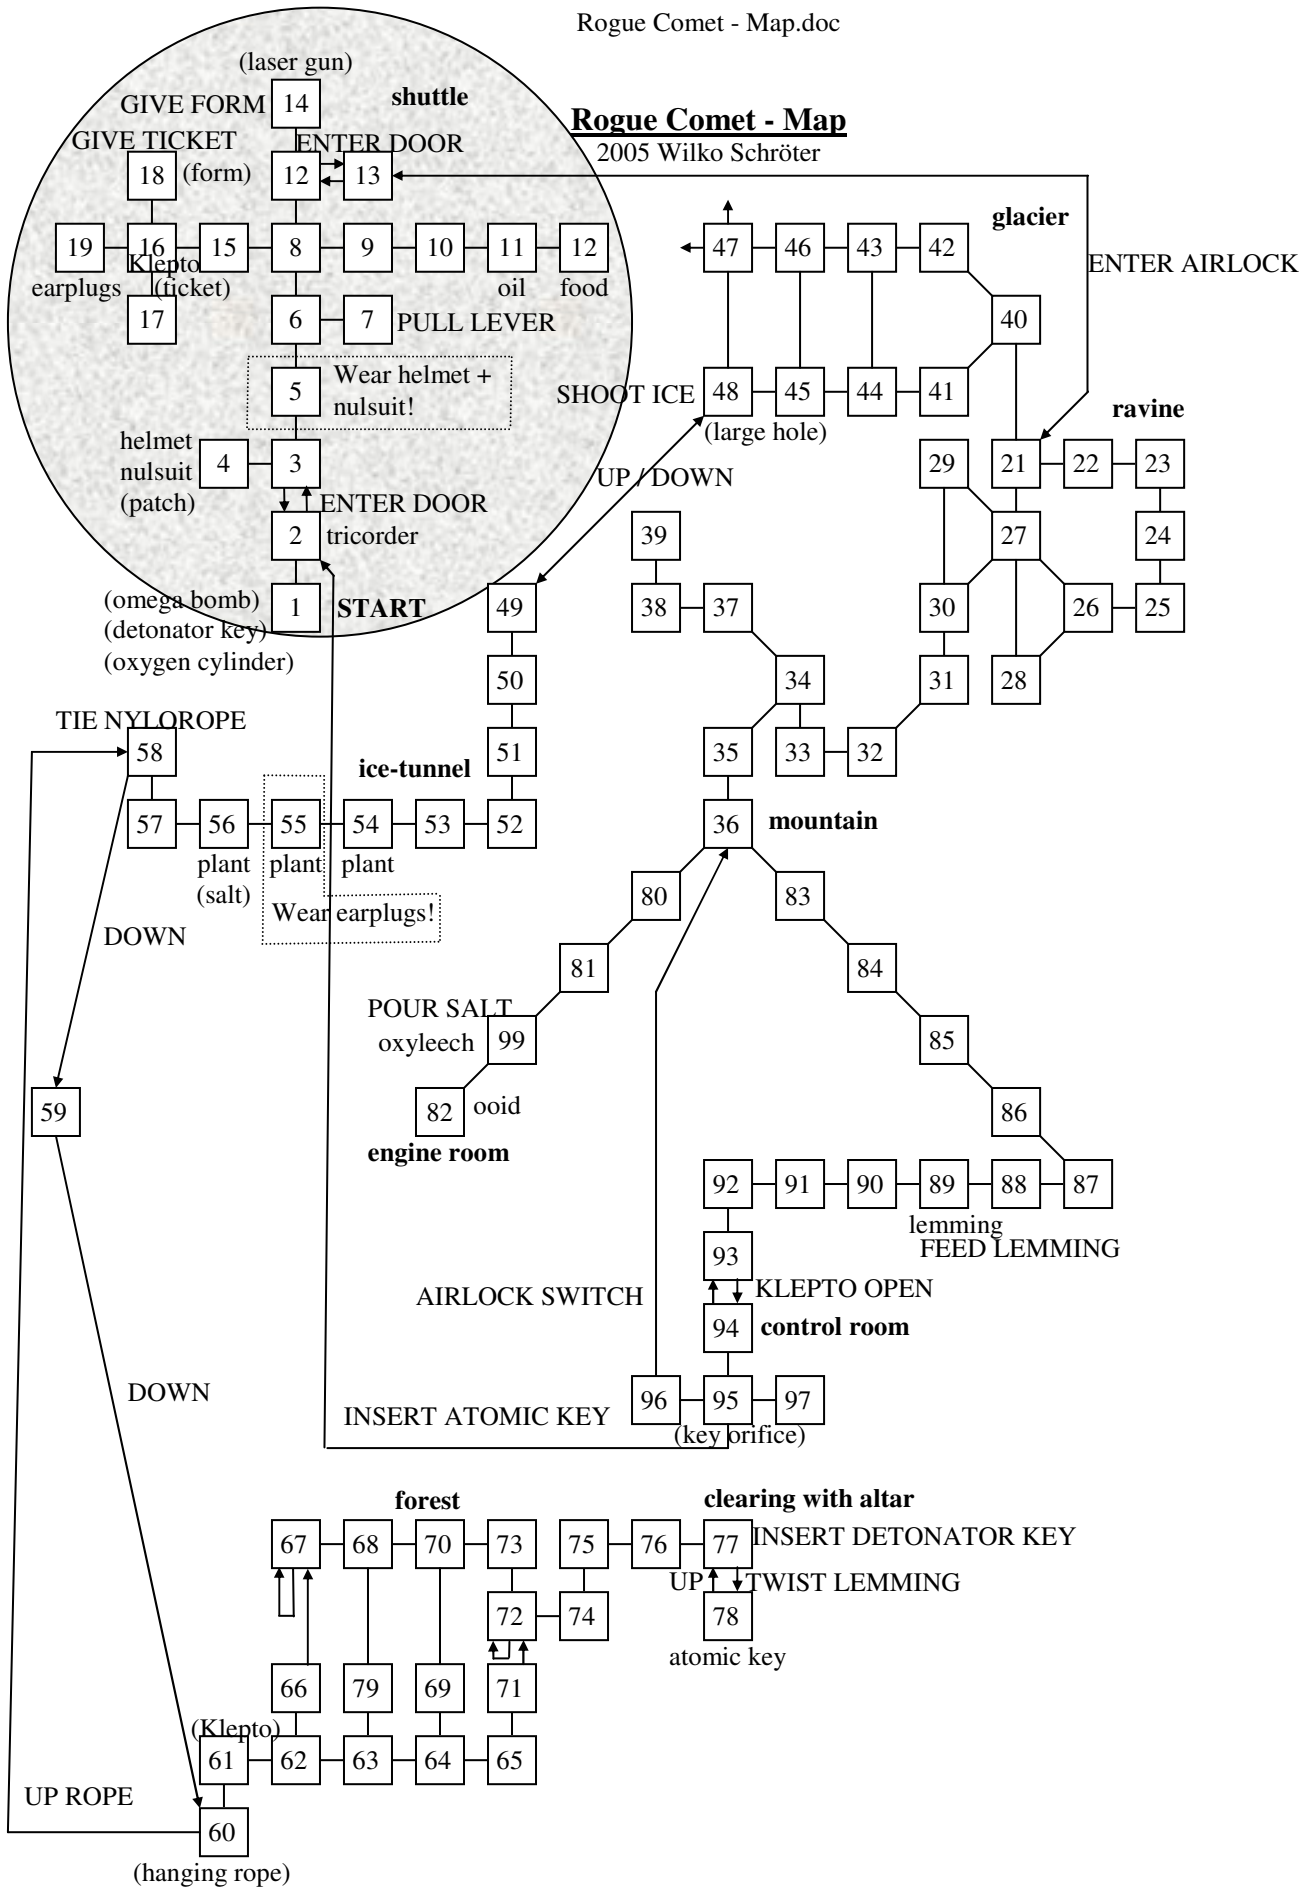 Rogue Comet - Map.doc
(laser gun)
GIVE FORM 14 shuttle
Rogue Comet - Map
2005 Wilko Schröter
GIVE TICKET ENTER DOOR
18 (form) 12 13
glacier
19 16 15 8 9 10 11 12 47 46 43 42
Klepto ENTER AIRLOCK
earplugs (ticket) oil food
17 6 7 PULL LEVER 40
Wear helmet +
nulsuit!
5 SHOOT ICE 48 45 44 41
ravine
(large hole)
helmet
nulsuit
(patch)
4 3 29 21 22 23
UP / DOWN
ENTER DOOR
2 tricorder 39 27 24
(omega bomb)
(detonator key)
(oxygen cylinder)
1 START 49 38 37 30 26 25
50 34 31 28
TIE NYLOROPE
58 ice-tunnel 51 35 33 32
57 56 55 54 53 52 36 mountain
plant plant plant
(salt)
Wear earplugs!
80 83
DOWN
81 84
POUR SALT
oxyleech 99 85
59 82 ooid 86
engine room
92 91 90 89 88 87
lemming
FEED LEMMING
93
AIRLOCK SWITCH KLEPTO OPEN
94 control room
DOWN
96 95 97
INSERT ATOMIC KEY
(key orifice)
forest clearing with altar
67 68 70 73 75 76 77 INSERT DETONATOR KEY
UP TWIST LEMMING
72 74 78
atomic key
66 79 69 71
(Klepto)
61 62 63 64 65
UP ROPE
60
(hanging rope)